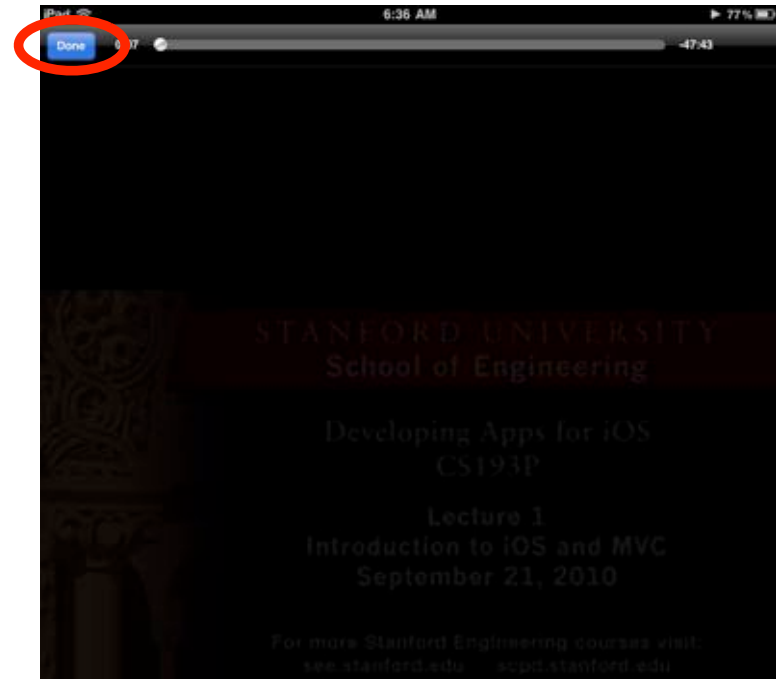 iPad 6:36 AM 77%
Done 0:07 -47:43
STANFORD UNIVERSITY
School of Engineering
Developing Apps for iOS
CS193P
Lecture 1
Introduction to iOS and MVC
September 21, 2010
For more Stanford Engineering courses visit:
see.stanford.edu scpd.stanford.edu